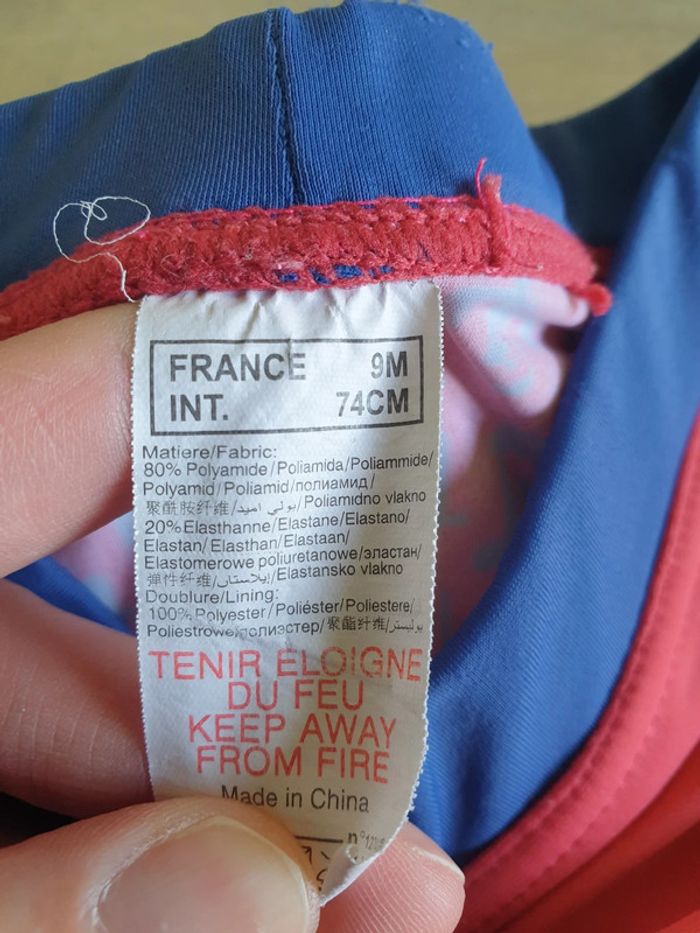 FRANCE 9M
INT. 74CM
Matiere/Fabric:
80% Polyamide/Poliamida/Poliammide/
Polyamid/Poliamid/полиамид/
聚酰胺纤维/بولي اميد/Poliamidno vlakno
20%Elasthanne/Elastane/Elastano/
Elastan/Elasthan/Elastaan/
Elastomerowe poliuretanowe/эластан/
弹性纤维/إيلاستان/Elastansko vlakno
Doublure/Lining:
100% Polyester/Poliéster/Poliestere/
Poliestrowe/полиэстер/聚酯纤维/بوليستر
TENIR ELOIGNE
DU FEU
KEEP AWAY
FROM FIRE
Made in China